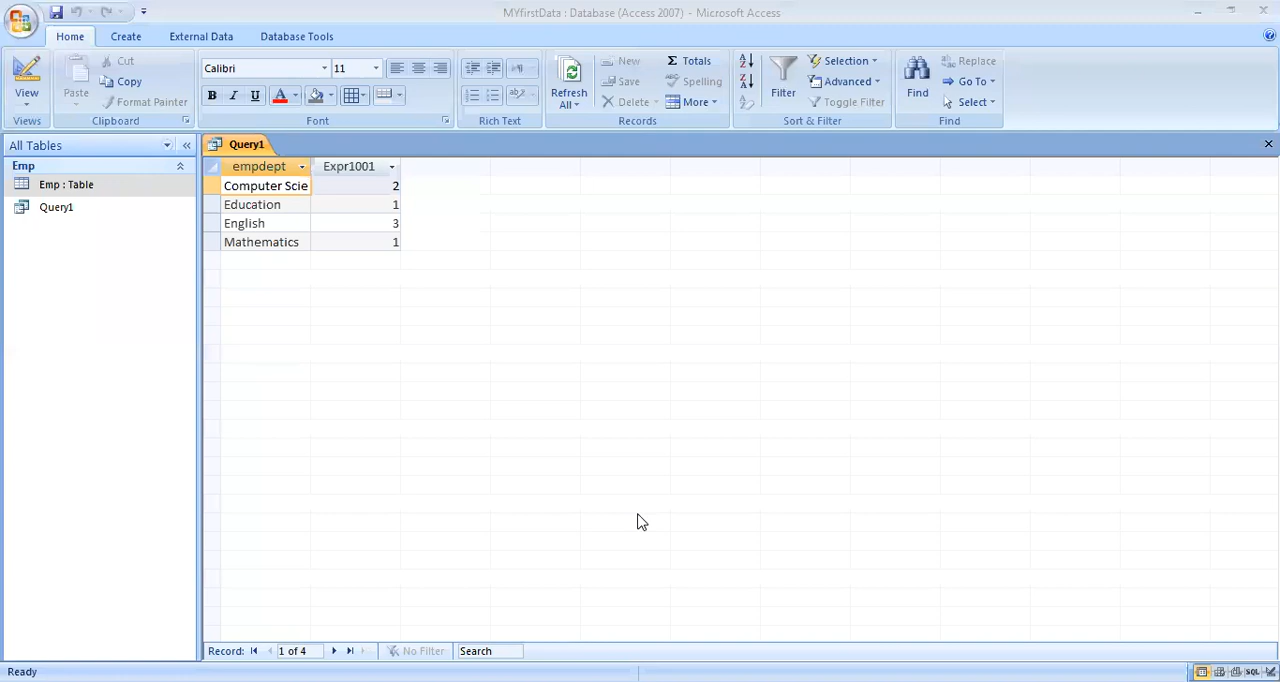 MYfirstData : Database (Access 2007) - Microsoft Access
Home Create External Data Database Tools
View
Views
Paste
Cut
Copy
Format Painter
Clipboard
Calibri 11
B I U A
Font
Rich Text
Refresh All
New
Save
Delete
Totals
Spelling
More
Records
Filter
Selection
Advanced
Toggle Filter
Sort & Filter
Find
Replace
Go To
Select
Find
All Tables
Emp
Emp : Table
Query1
Query1
empdept Expr1001
Computer Scie 2
Education 1
English 3
Mathematics 1
Record: 1 of 4 No Filter Search
Ready SQL